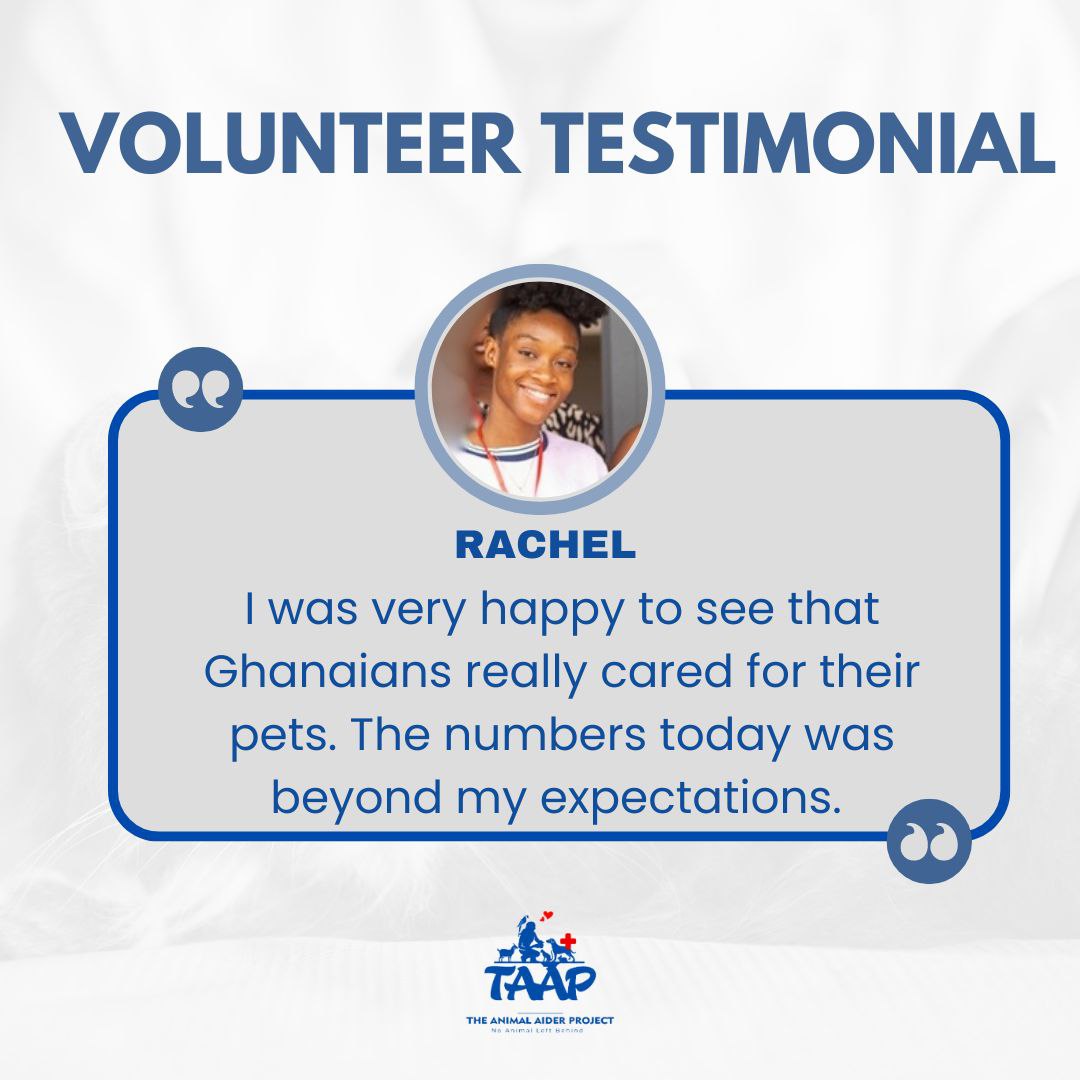 VOLUNTEER TESTIMONIAL
RACHEL
I was very happy to see that
Ghanaians really cared for their
pets. The numbers today was
beyond my expectations.
TAAP
THE ANIMAL AIDER PROJECT
No Animal Left Behind